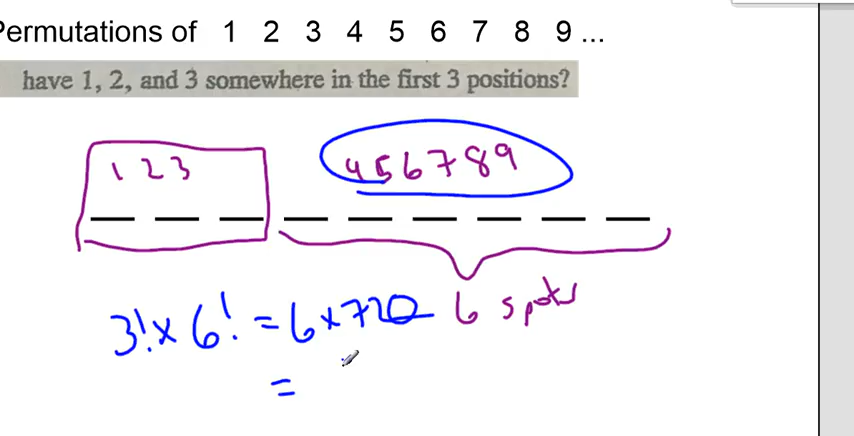 Permutations of 1 2 3 4 5 6 7 8 9 ...
have 1, 2, and 3 somewhere in the first 3 positions?
1 2 3 4 5 6 7 8 9
3! × 6! = 6 × 720 6 spots
=